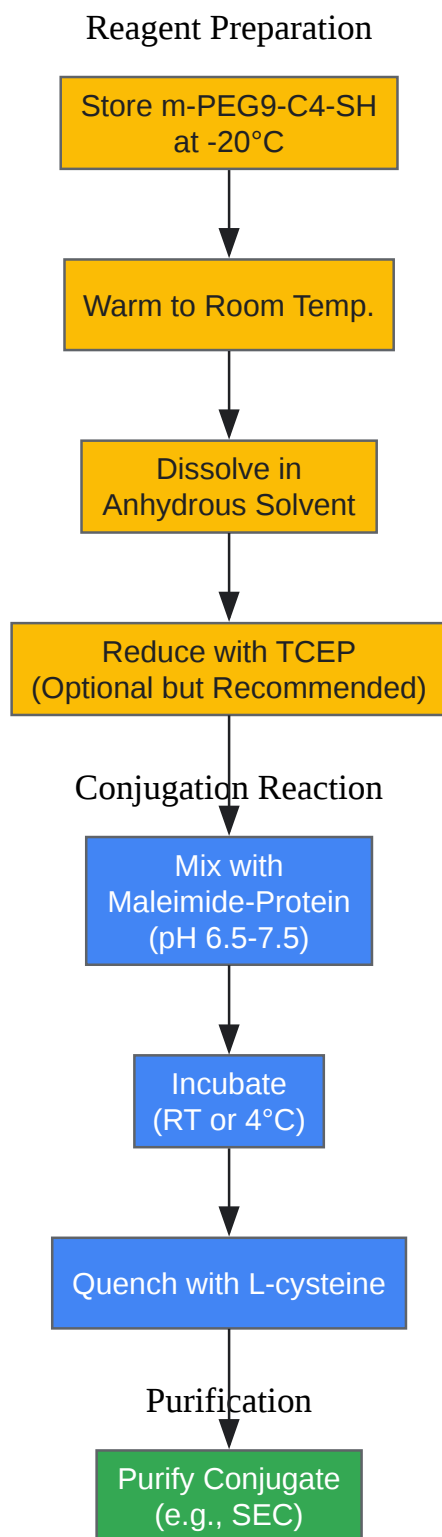 Reagent Preparation
Store m-PEG9-C4-SH
at -20°C
Warm to Room Temp.
Dissolve in
Anhydrous Solvent
Reduce with TCEP
(Optional but Recommended)
Conjugation Reaction
Mix with
Maleimide-Protein
(pH 6.5-7.5)
Incubate
(RT or 4°C)
Quench with L-cysteine
Purification
Purify Conjugate
(e.g., SEC)